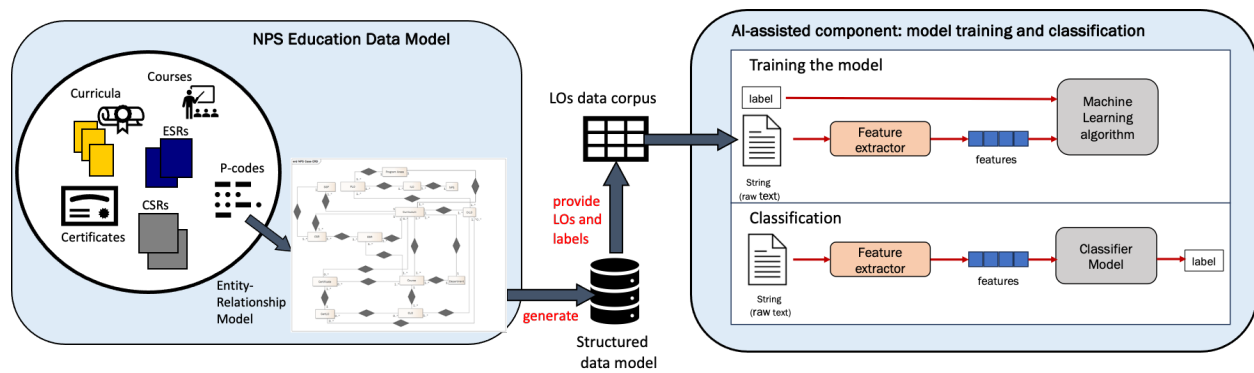 NPS Education Data Model
Courses
Curricula
ESRs
P-codes
CSRs
Certificates
Entity-
Relationship
Model
generate
Structured
data model
provide
LOs and
labels
LOs data corpus
AI-assisted component: model training and classification
Training the model
label
Feature
extractor
features
Machine
Learning
algorithm
String
(raw text)
Classification
Feature
extractor
features
Classifier
Model
label
String
(raw text)